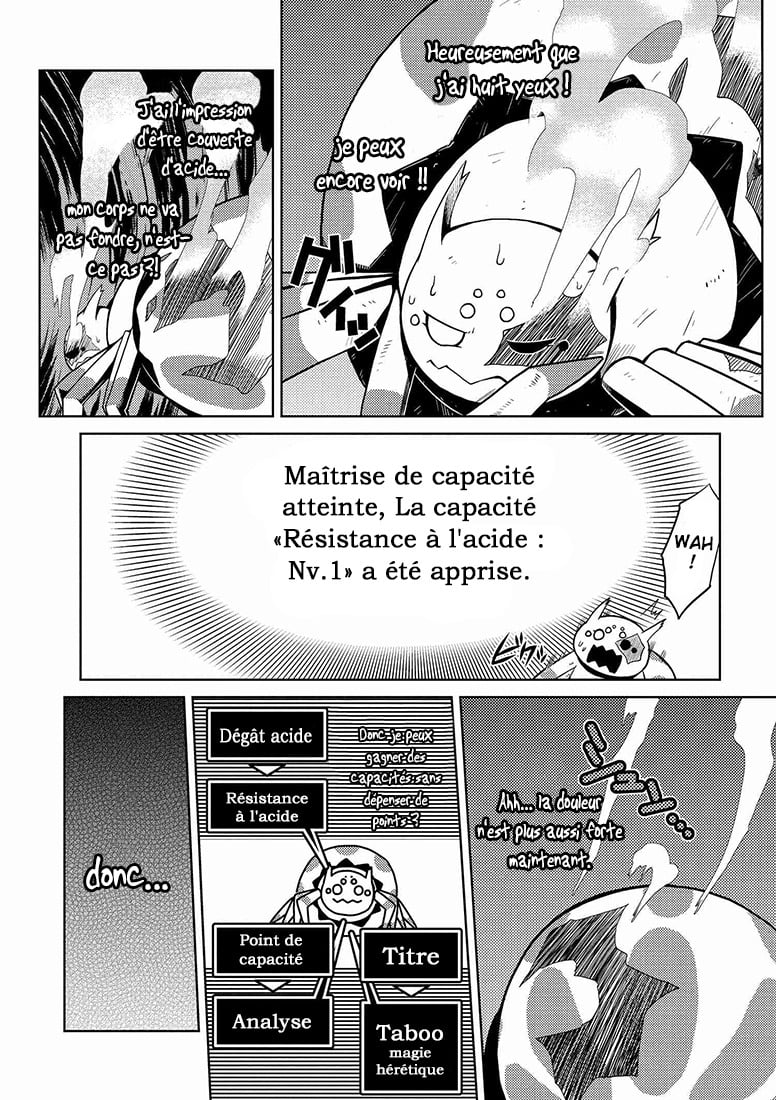 Heureusement que
j'ai huit yeux !
je peux
encore voir !!
J'ai l'impression
d'être couverte
d'acide...
mon corps ne va
pas fondre, n'est-
ce pas ?!
Maîtrise de capacité
atteinte, La capacité
«Résistance à l'acide :
Nv.1» a été apprise.
WAH
!
Ahh... la douleur
n'est plus aussi forte
maintenant.
Dégât acide
Résistance
à l'acide
Donc je peux
gagner des
capacités sans
dépenser de
points ?
Point de
capacité
Analyse
Titre
Taboo
magie
hérétique
donc...